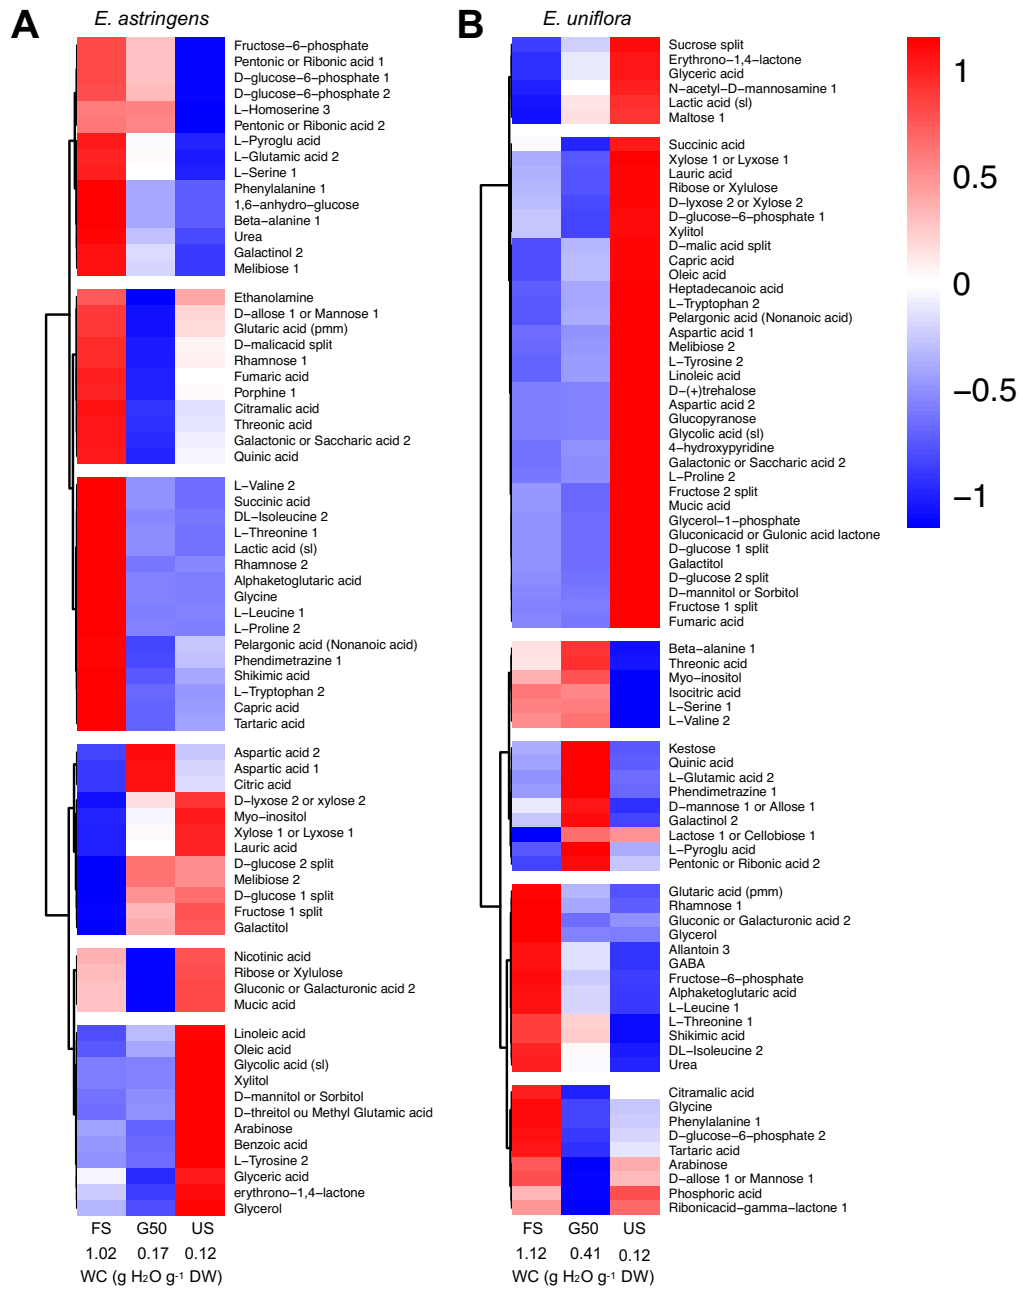 A
E. astringens
Fructose−6−phosphate
Pentonic or Ribonic acid 1
D−glucose−6−phosphate 1
D−glucose−6−phosphate 2
L−Homoserine 3
Pentonic or Ribonic acid 2
L−Pyroglu acid
L−Glutamic acid 2
L−Serine 1
Phenylalanine 1
1,6−anhydro−glucose
Beta−alanine 1
Urea
Galactinol 2
Melibiose 1
Ethanolamine
D−allose 1 or Mannose 1
Glutaric acid (pmm)
D−malicacid split
Rhamnose 1
Fumaric acid
Porphine 1
Citramalic acid
Threonic acid
Galactonic or Saccharic acid 2
Quinic acid
L−Valine 2
Succinic acid
DL−Isoleucine 2
L−Threonine 1
Lactic acid (sl)
Rhamnose 2
Alphaketoglutaric acid
Glycine
L−Leucine 1
L−Proline 2
Pelargonic acid (Nonanoic acid)
Phendimetrazine 1
Shikimic acid
L−Tryptophan 2
Capric acid
Tartaric acid
Aspartic acid 2
Aspartic acid 1
Citric acid
D−lyxose 2 or xylose 2
Myo−inositol
Xylose 1 or Lyxose 1
Lauric acid
D−glucose 2 split
Melibiose 2
D−glucose 1 split
Fructose 1 split
Galactitol
Nicotinic acid
Ribose or Xylulose
Gluconic or Galacturonic acid 2
Mucic acid
Linoleic acid
Oleic acid
Glycolic acid (sl)
Xylitol
D−mannitol or Sorbitol
D−threitol ou Methyl Glutamic acid
Arabinose
Benzoic acid
L−Tyrosine 2
Glyceric acid
erythrono−1,4−lactone
Glycerol
FS G50 US
1.02 0.17 0.12
WC (g H₂O g⁻¹ DW)
B
E. uniflora
Sucrose split
Erythrono−1,4−lactone
Glyceric acid
N−acetyl−D−mannosamine 1
Lactic acid (sl)
Maltose 1
Succinic acid
Xylose 1 or Lyxose 1
Lauric acid
Ribose or Xylulose
D−lyxose 2 or Xylose 2
D−glucose−6−phosphate 1
Xylitol
D−malic acid split
Capric acid
Oleic acid
Heptadecanoic acid
L−Tryptophan 2
Pelargonic acid (Nonanoic acid)
Aspartic acid 1
Melibiose 2
L−Tyrosine 2
Linoleic acid
D−(+)trehalose
Aspartic acid 2
Glucopyranose
Glycolic acid (sl)
4−hydroxypyridine
Galactonic or Saccharic acid 2
L−Proline 2
Fructose 2 split
Mucic acid
Glycerol−1−phosphate
Gluconicacid or Gulonic acid lactone
D−glucose 1 split
Galactitol
D−glucose 2 split
D−mannitol or Sorbitol
Fructose 1 split
Fumaric acid
Beta−alanine 1
Threonic acid
Myo−inositol
Isocitric acid
L−Serine 1
L−Valine 2
Kestose
Quinic acid
L−Glutamic acid 2
Phendimetrazine 1
D−mannose 1 or Allose 1
Galactinol 2
Lactose 1 or Cellobiose 1
L−Pyroglu acid
Pentonic or Ribonic acid 2
Glutaric acid (pmm)
Rhamnose 1
Gluconic or Galacturonic acid 2
Glycerol
Allantoin 3
GABA
Fructose−6−phosphate
Alphaketoglutaric acid
L−Leucine 1
L−Threonine 1
Shikimic acid
DL−Isoleucine 2
Urea
Citramalic acid
Glycine
Phenylalanine 1
D−glucose−6−phosphate 2
Tartaric acid
Arabinose
D−allose 1 or Mannose 1
Phosphoric acid
Ribonicacid−gamma−lactone 1
FS G50 US
1.12 0.41 0.12
WC (g H₂O g⁻¹ DW)
1
0.5
0
−0.5
−1